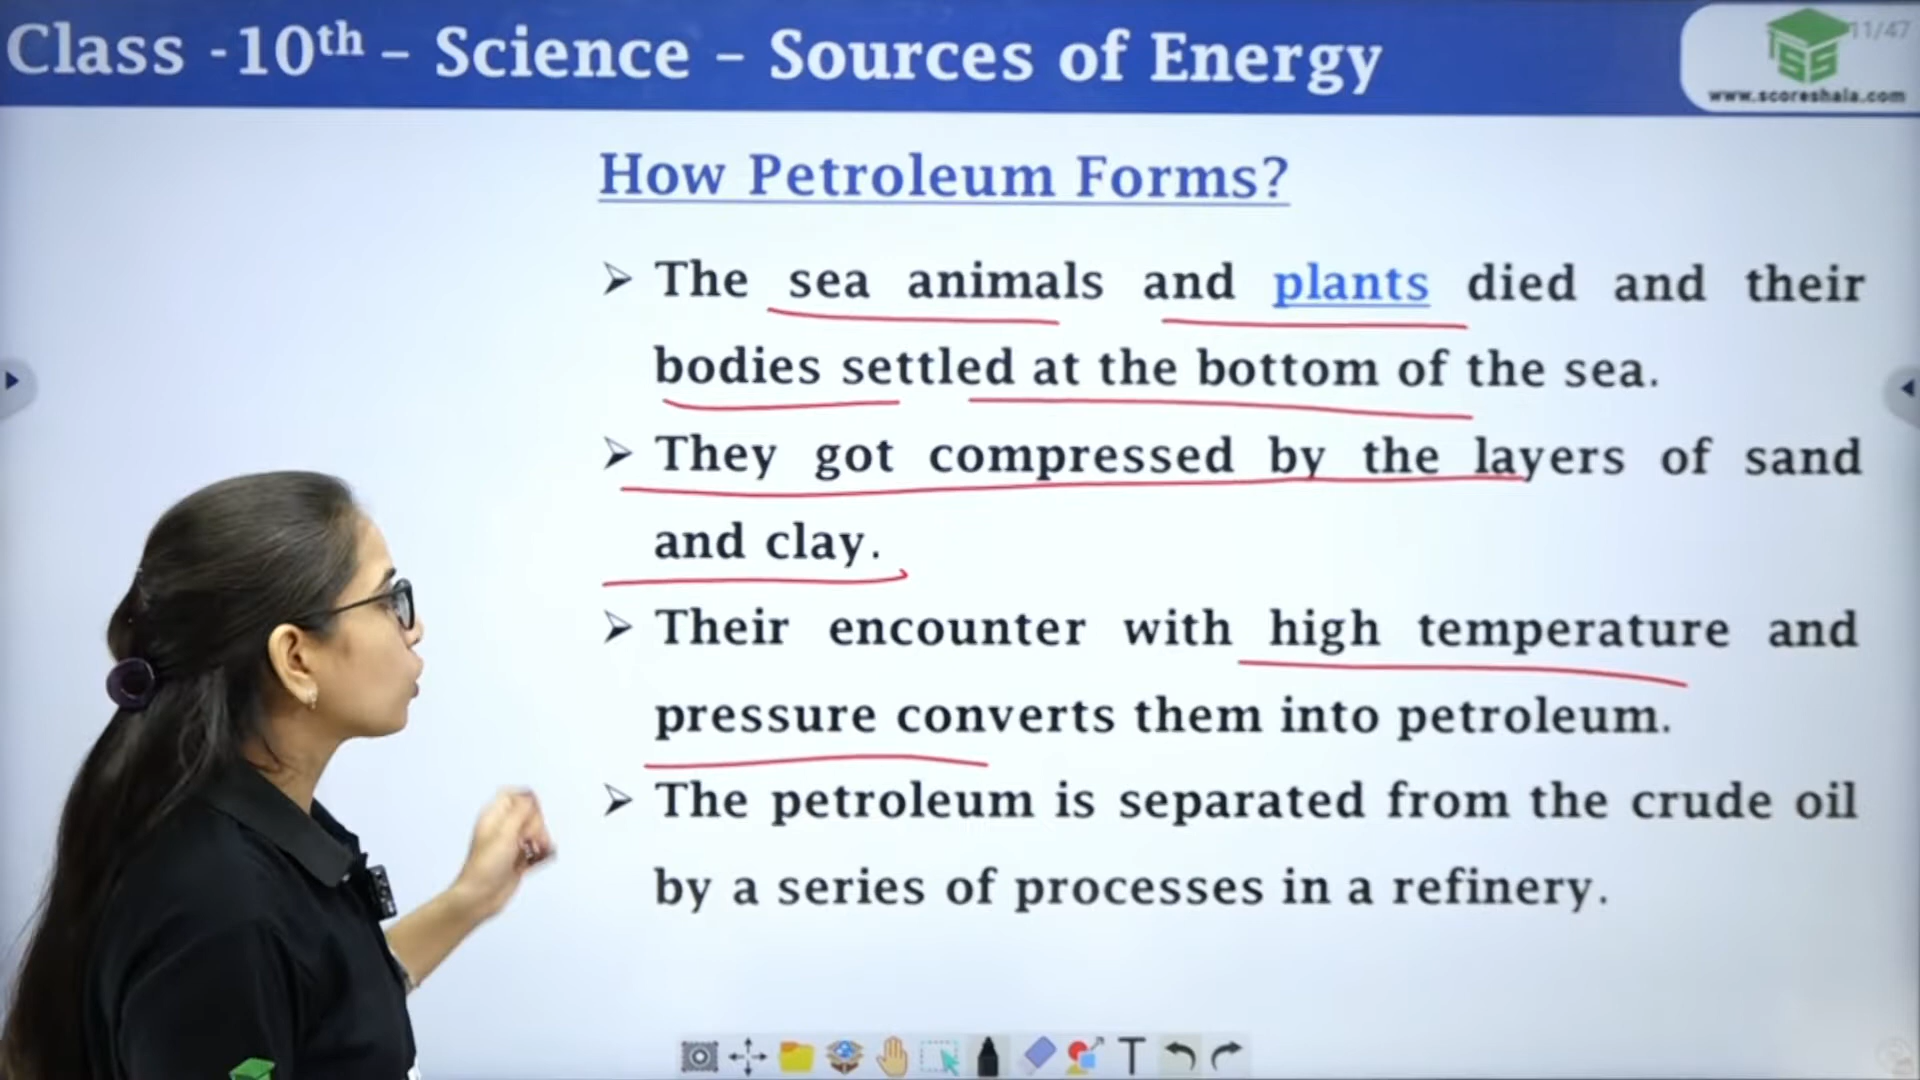 Class -10th – Science – Sources of Energy
11/47
SS
www.scoreshala.com
How Petroleum Forms?
➢ The sea animals and plants died and their
bodies settled at the bottom of the sea.
➢ They got compressed by the layers of sand
and clay.
➢ Their encounter with high temperature and
pressure converts them into petroleum.
➢ The petroleum is separated from the crude oil
by a series of processes in a refinery.
T